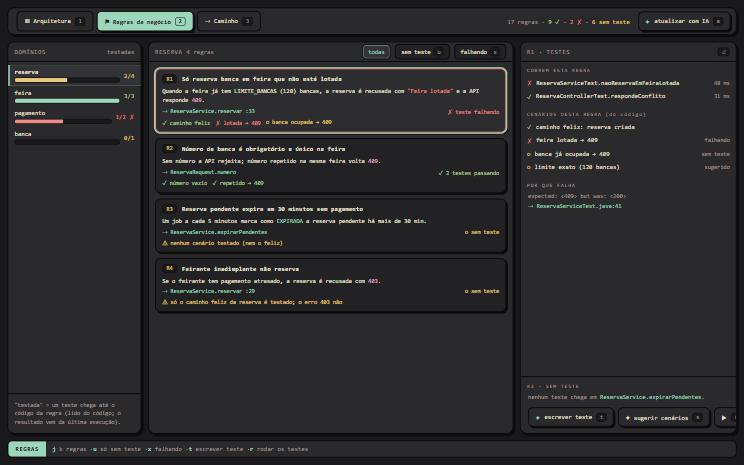 Arquitetura 1
Regras de negócio 2
Caminho 3
17 regras · 9 ✓ · 2 ✗ · 6 sem teste
atualizar com IA
DOMÍNIOS testadas
reserva 2/4
feira 3/3
pagamento 1/2 ✗
banca 0/1
"testada" = um teste chega até o
código da regra (lido do código; o
resultado vem da última execução).
RESERVA 4 regras
todas
sem teste u
falhando x
R1 Só reserva banca em feira que não está lotada
Quando a feira já tem LIMITE_BANCAS (120) bancas, a reserva é recusada com "Feira lotada" e a API
responde 409.
→ ReservaService.reservar :33 ✗ teste falhando
✓ caminho feliz ✗ lotada → 409 o banca ocupada → 409
R2 Número da banca é obrigatório e único na feira
Sem número a API rejeita; número repetido na mesma feira volta 409.
→ ReservaRequest.numero ✓ 2 testes passando
✓ número vazio ✓ repetido → 409
R3 Reserva pendente expira em 30 minutos sem pagamento
Um job a cada 5 minutos marca como EXPIRADA a reserva pendente há mais de 30 min.
→ ReservaService.expirarPendentes o sem teste
⚠ nenhum cenário testado (nem o feliz)
R4 Feirante inadimplente não reserva
Se o feirante tem pagamento atrasado, a reserva é recusada com 403.
→ ReservaService.reservar :29 o sem teste
⚠ só o caminho feliz da reserva é testado; o erro 403 não
R1 · TESTES
COBREM ESTA REGRA
✗ ReservaServiceTest.naoReservaEmFeiraLotada 48 ms
✓ ReservaControllerTest.respondeConflito 31 ms
CENÁRIOS DESTA REGRA (do código)
✓ caminho feliz: reserva criada
✗ feira lotada → 409 falhando
o banca já ocupada → 409 sem teste
o limite exato (120 bancas) sugerido
POR QUE FALHA
expected: <409> but was: <200>
→ ReservaServiceTest.java:41
R3 · SEM TESTE
nenhum teste chega em ReservaService.expirarPendentes.
escrever teste t
sugerir cenários
REGRAS
j k regras · u só sem teste · x falhando · t escrever teste · r rodar os testes